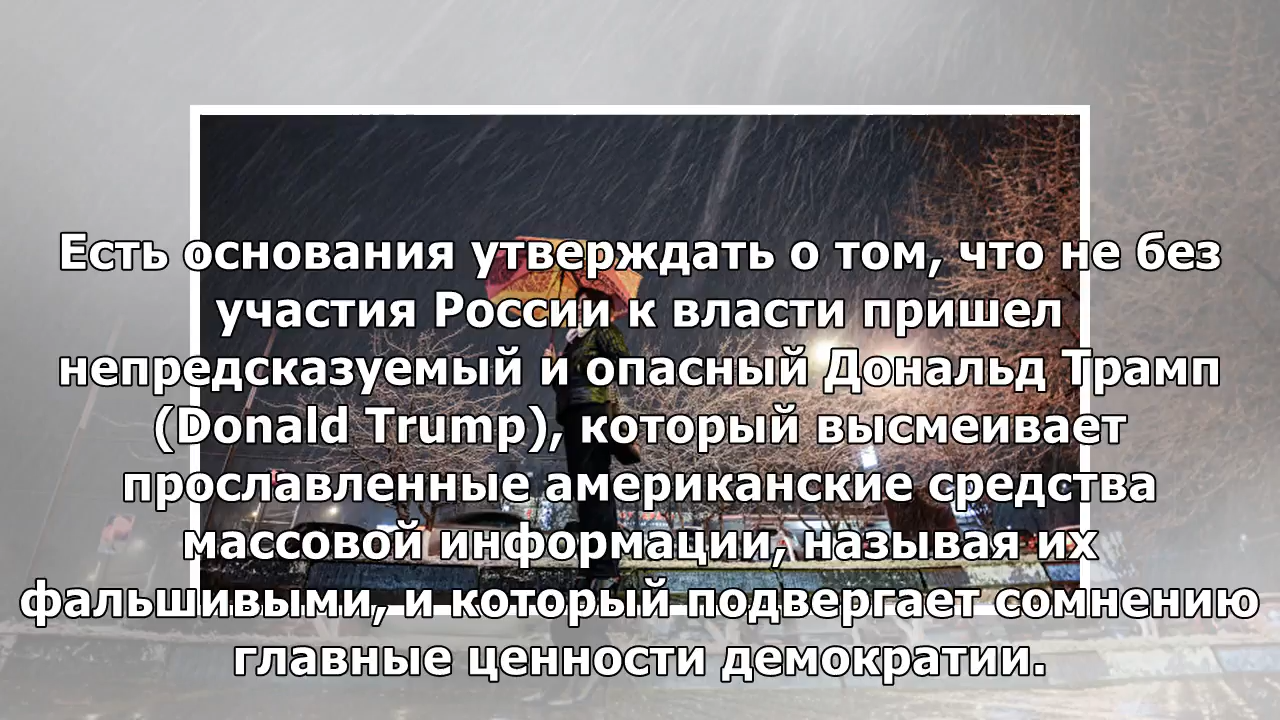 Есть основания утверждать о том, что не без
участия России к власти пришел
непредсказуемый и опасный Дональд Трамп
(Donald Trump), который высмеивает
прославленные американские средства
массовой информации, называя их
фальшивыми, и который подвергает сомнению
главные ценности демократии.